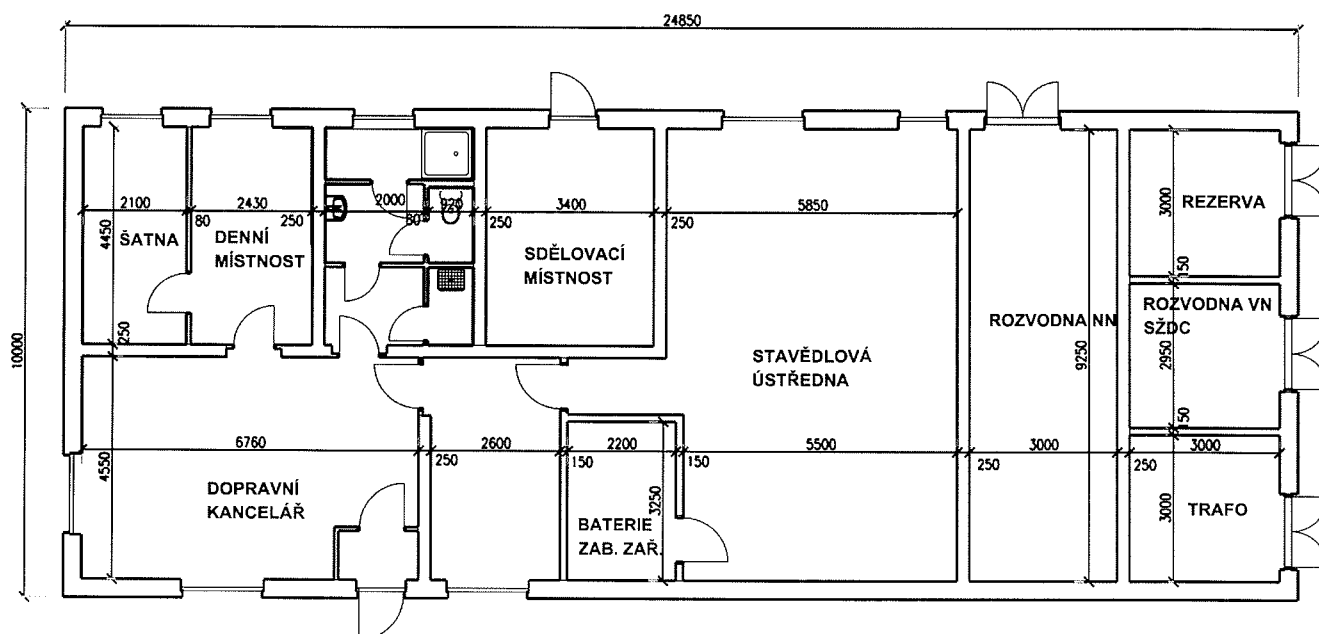 24850
10000
2100
80
2430
250
2000
80
920
250
3400
250
5850
3000
4450
ŠATNA
DENNÍ
MÍSTNOST
SDĚLOVACÍ
MÍSTNOST
REZERVA
150
250
ROZVODNA NN
9250
ROZVODNA VN
SŽDC
2950
STAVĚDLOVÁ
ÚSTŘEDNA
150
6760
250
2600
150
2200
150
5500
250
3000
250
3000
4550
3250
3000
DOPRAVNÍ
KANCELÁŘ
BATERIE
ZAB. ZAŘ.
TRAFO